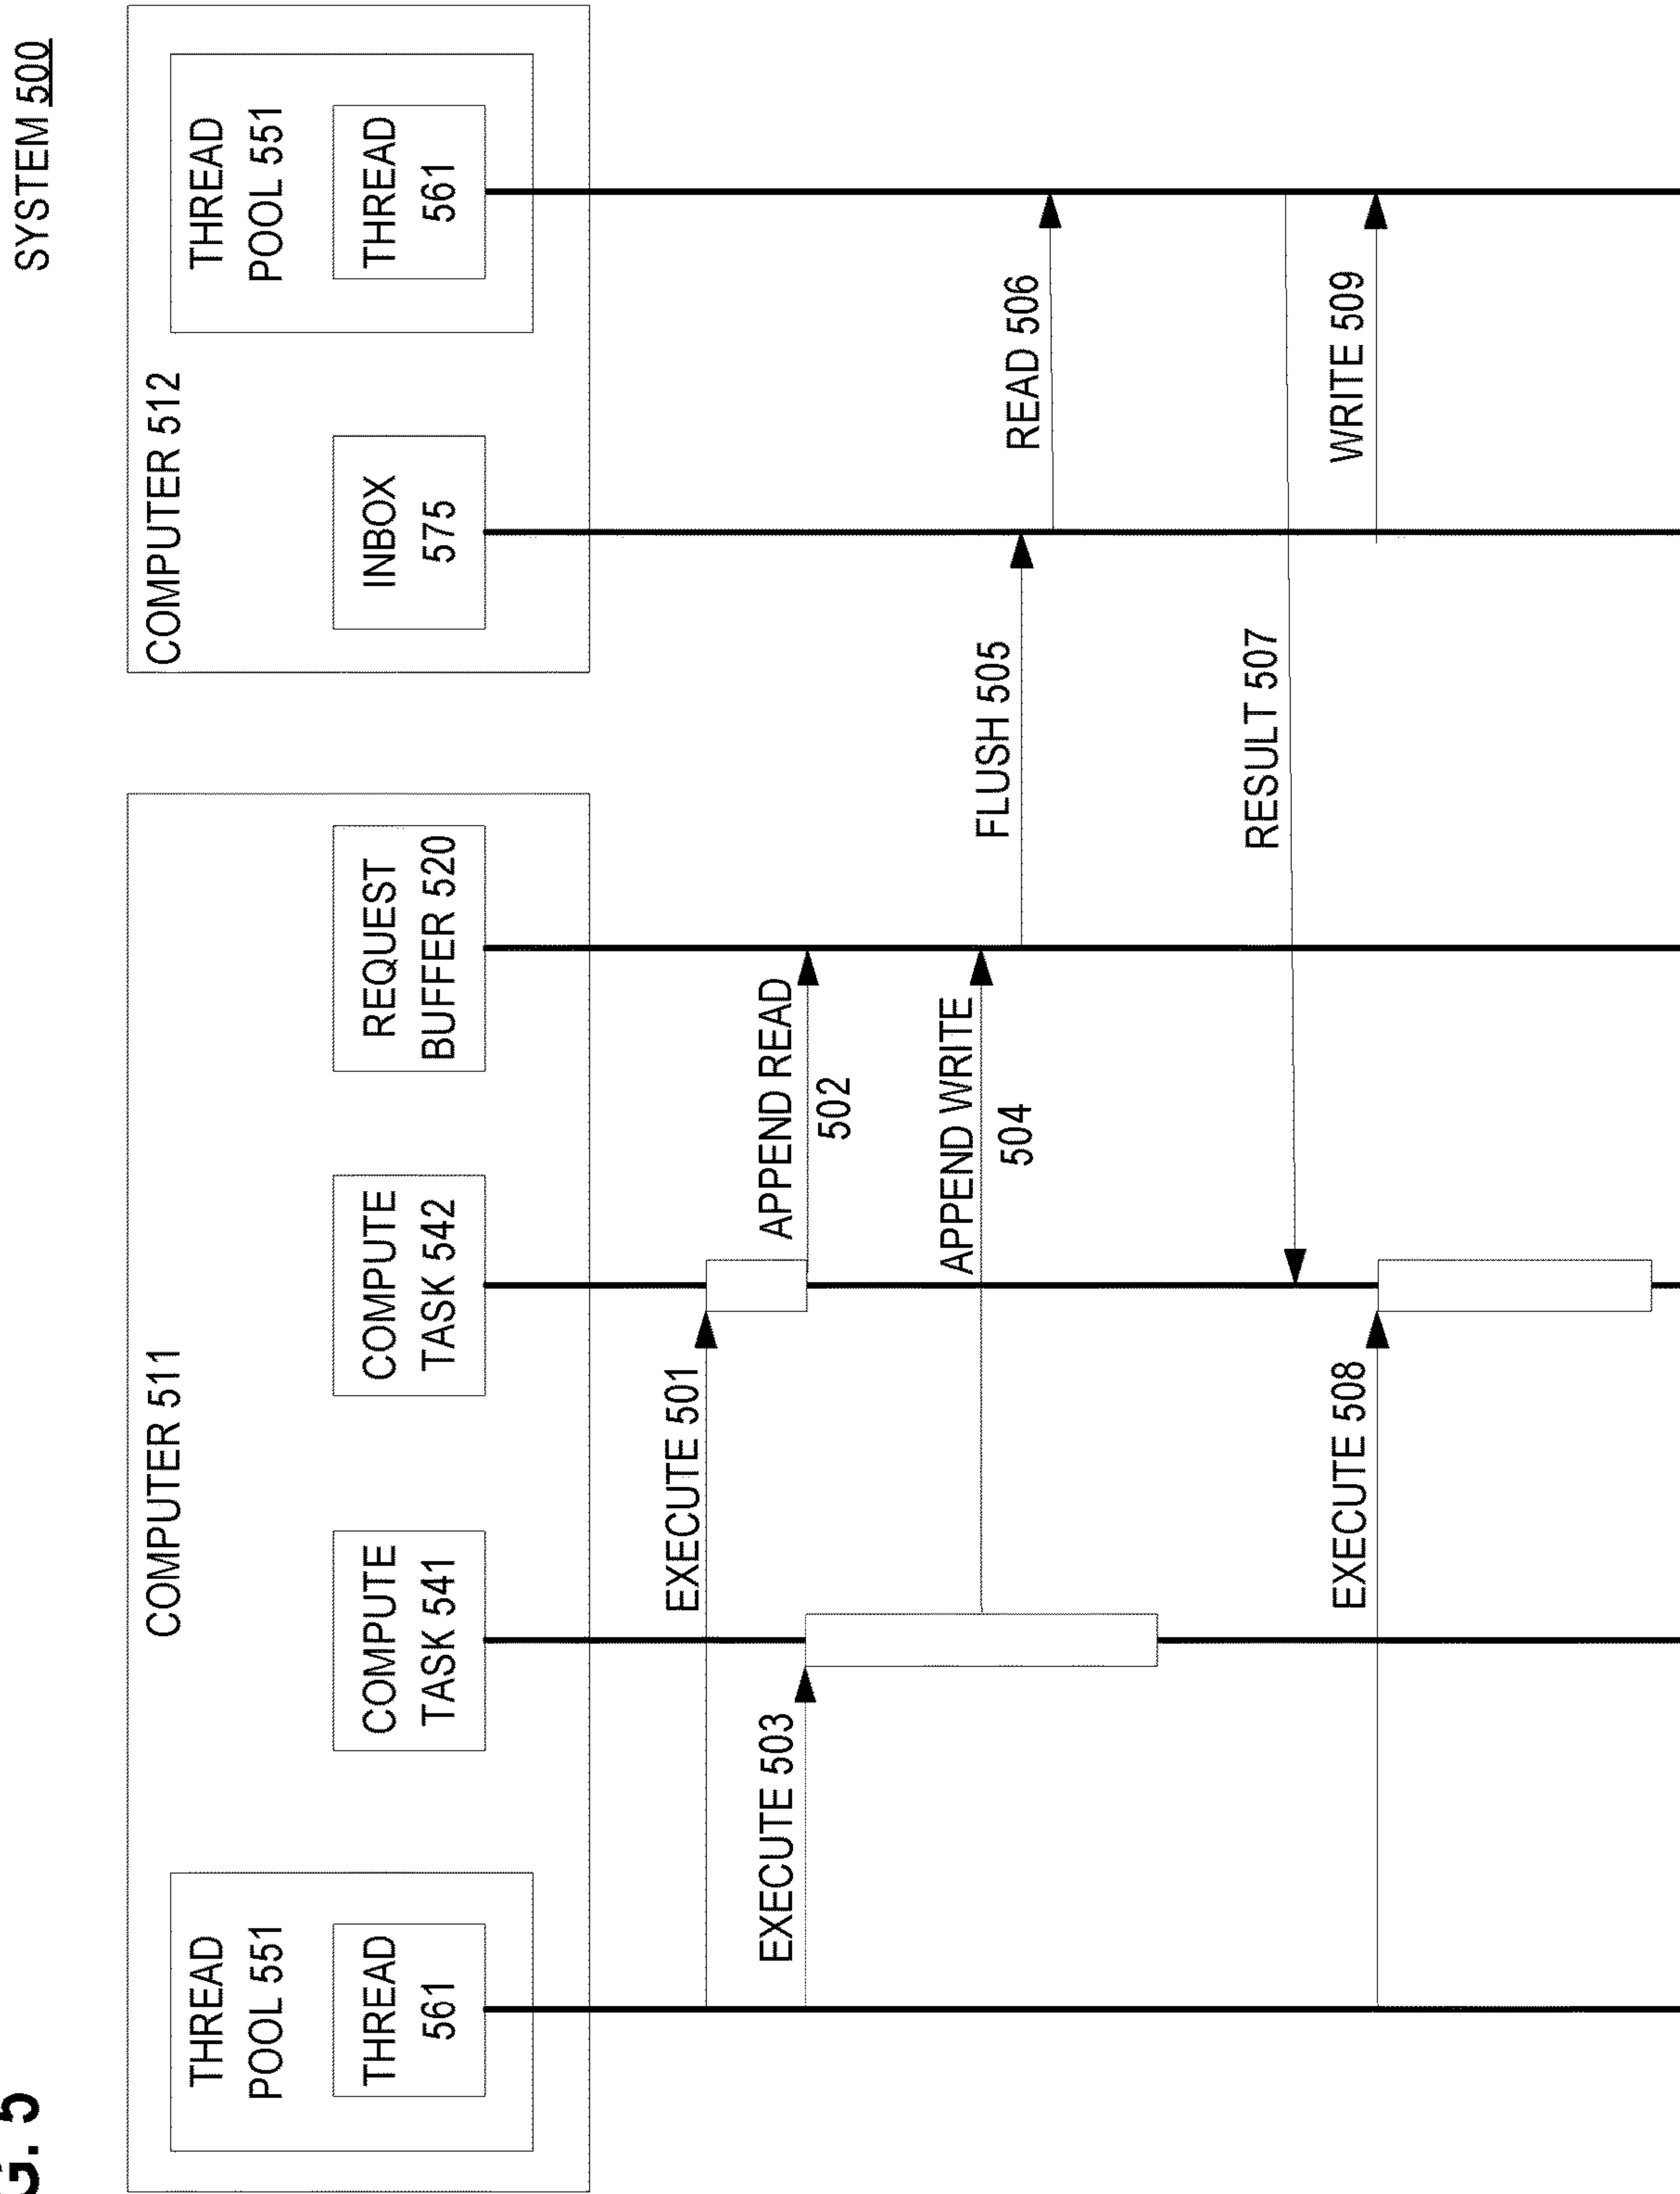 G. 5
SYSTEM 500
COMPUTER 511
COMPUTER 512
THREAD
POOL 551
THREAD
561
COMPUTE
TASK 541
COMPUTE
TASK 542
REQUEST
BUFFER 520
INBOX
575
THREAD
POOL 551
THREAD
561
EXECUTE 501
EXECUTE 503
APPEND READ
502
APPEND WRITE
504
FLUSH 505
READ 506
RESULT 507
EXECUTE 508
WRITE 509